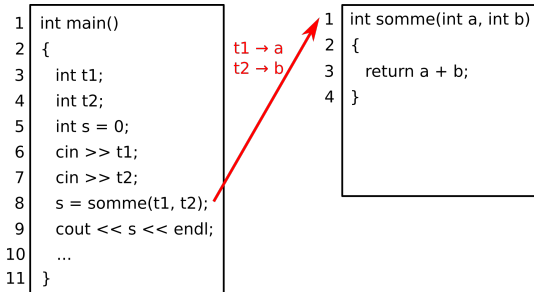 1 int main()
2 {
3 int t1;
4 int t2;
5 int s = 0;
6 cin >> t1;
7 cin >> t2;
8 s = somme(t1, t2);
9 cout << s << endl;
10 ...
11 }
t1 → a
t2 → b
1 int somme(int a, int b)
2 {
3 return a + b;
4 }